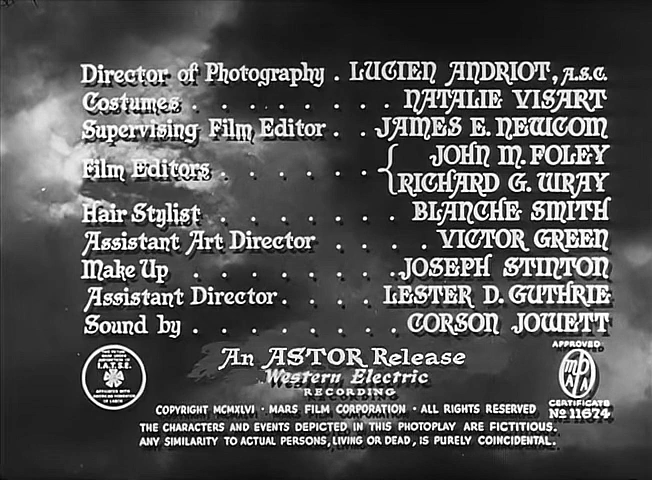 Director of Photography . LUCIEN ANDRIOT, A.S.C.
Costumes . . . . . . . . NATALIE VISART
Supervising Film Editor . . JAMES E. NEWCOM
Film Editors . . . . . . { JOHN M. FOLEY
RICHARD G. WRAY
Hair Stylist . . . . . . . BLANCHE SMITH
Assistant Art Director . . . . VICTOR GREEN
Make Up . . . . . . . . JOSEPH STINTON
Assistant Director . . . . LESTER D. GUTHRIE
Sound by . . . . . . . . CORSON JOWETT
I.A.T.S.E.
An ASTOR Release
Western Electric
RECORDING
APPROVED
MPPDA
CERTIFICATE
No 11674
COPYRIGHT MCMXLVI · MARS FILM CORPORATION · ALL RIGHTS RESERVED
THE CHARACTERS AND EVENTS DEPICTED IN THIS PHOTOPLAY ARE FICTITIOUS.
ANY SIMILARITY TO ACTUAL PERSONS, LIVING OR DEAD, IS PURELY COINCIDENTAL.